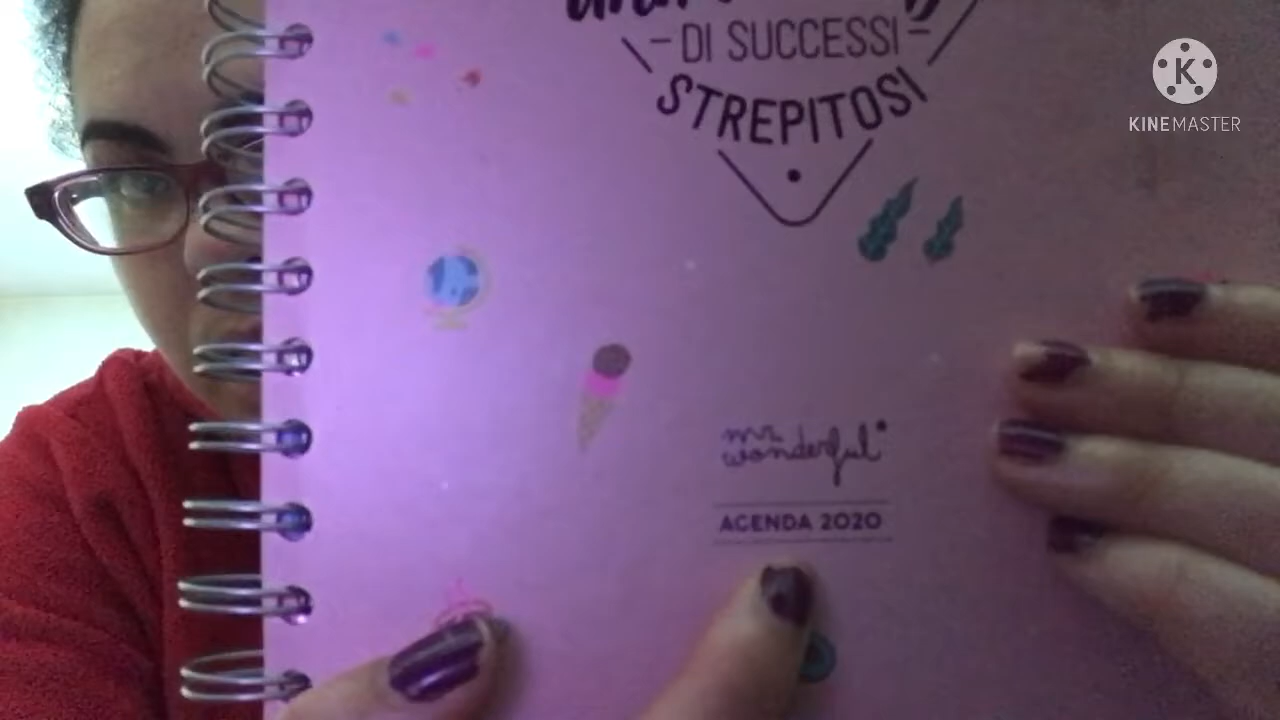 DI SUCCESSI
STREPITOSI
mr. wonderful*
AGENDA 2020
K
KINEMASTER